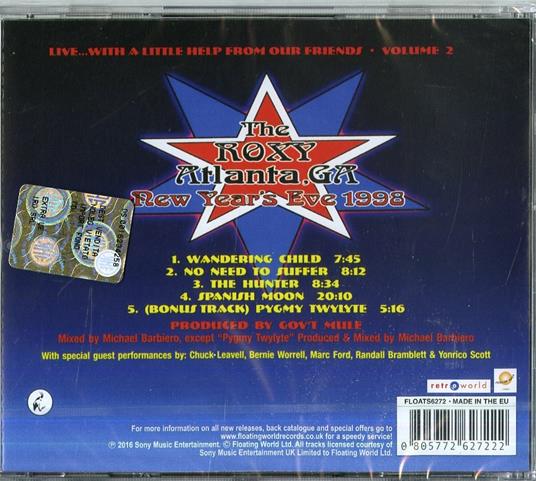 LIVE...WITH A LITTLE HELP FROM OUR FRIENDS • VOLUME 2
The
ROXY
Atlanta, GA
New Year's Eve 1998
1. WANDERING CHILD 7:45
2. NO NEED TO SUFFER 8:12
3. THE HUNTER 8:34
4. SPANISH MOON 20:10
5. (BONUS TRACK) PYGMY TWYLYTE 5:16
PRODUCED BY GOV'T MULE
Mixed by Michael Barbiero, except "Pygmy Twylyte" Produced & Mixed by Michael Barbiero
With special guest performances by: Chuck Leavell, Bernie Worrell, Marc Ford, Randall Bramblett & Yonrico Scott
retroworld
FLOATS6272 • MADE IN THE EU
0 805772 627222
For more information on all new releases, back catalogue and special offers go to
www.floatingworldrecords.co.uk for a speedy service!
℗ 2016 Sony Music Entertainment. © Floating World Ltd. All tracks licensed courtesy of
Sony Music Entertainment UK Limited to Floating World Ltd.